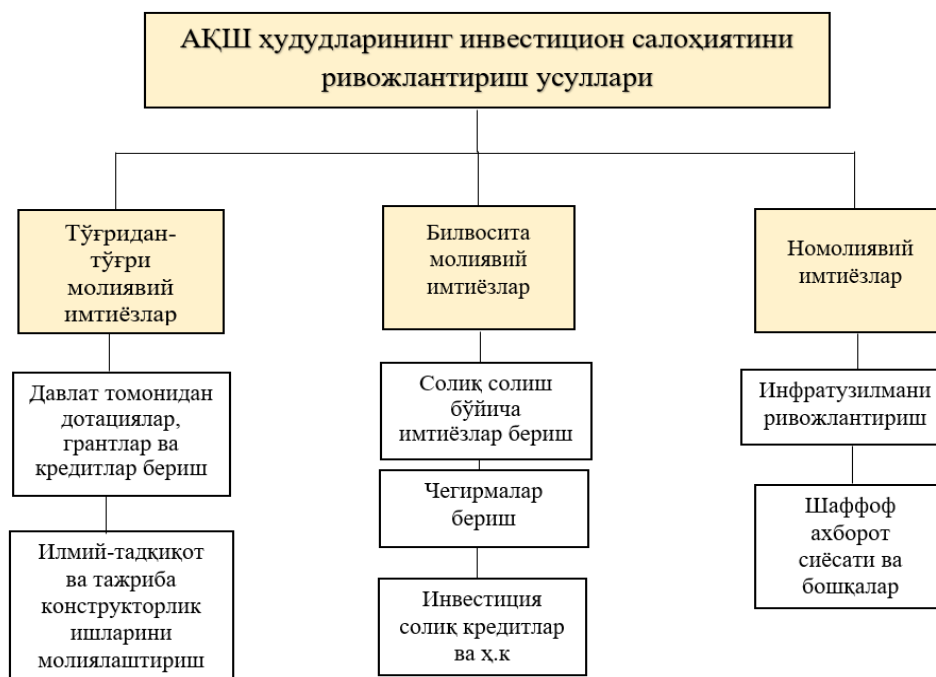 АҚШ ҳудудларининг инвестицион салоҳиятини
ривожлантириш усуллари
Тўғридан-
тўғри
молиявий
имтиёзлар
Давлат томонидан
дотациялар,
грантлар ва
кредитлар бериш
Илмий-тадқиқот
ва тажриба
конструкторлик
ишларини
молиялаштириш
Билвосита
молиявий
имтиёзлар
Солиқ солиш
бўйича
имтиёзлар бериш
Чегирмалар
бериш
Инвестиция
солиқ кредитлар
ва ҳ.к
Номолиявий
имтиёзлар
Инфратузилмани
ривожлантириш
Шаффоф
ахборот
сиёсати ва
бошқалар